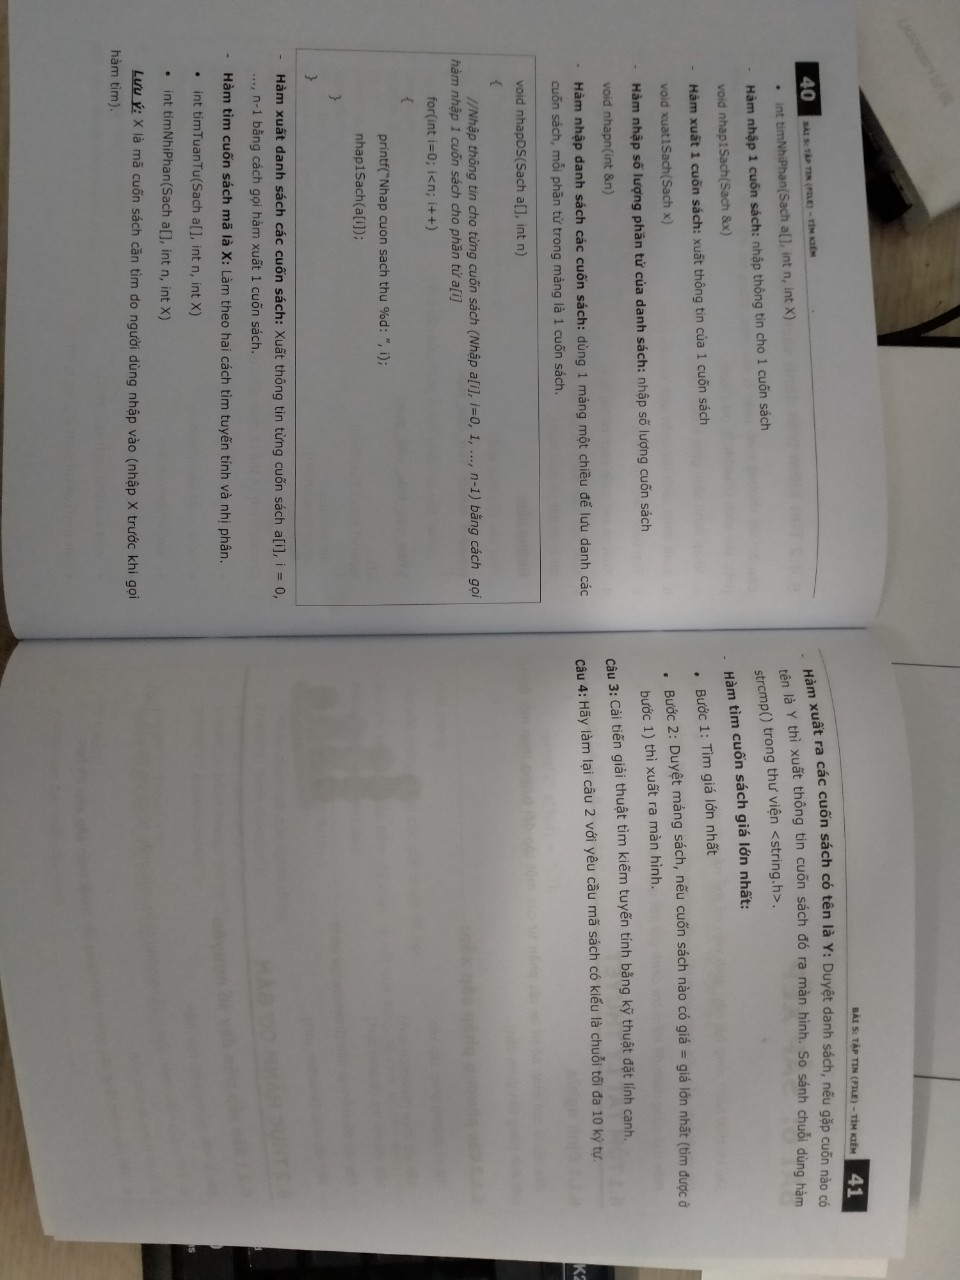 40 BÀI 5: TẬP TIN (FILE) – TÌM KIẾM
• int timNhiPhan(Sach a[], int n, int X)
- Hàm nhập 1 cuốn sách: nhập thông tin cho 1 cuốn sách
void nhap1Sach(Sach &x)
- Hàm xuất 1 cuốn sách: xuất thông tin của 1 cuốn sách
void xuat1Sach(Sach x)
- Hàm nhập số lượng phần tử của danh sách: nhập số lượng cuốn sách
void nhapn(int &n)
- Hàm nhập danh sách các cuốn sách: dùng 1 mảng một chiều để lưu danh các
cuốn sách, mỗi phần tử trong mảng là 1 cuốn sách.
void nhapDS(Sach a[], int n)
{
//Nhập thông tin cho từng cuốn sách (Nhập a[i], i=0, 1, ..., n-1) bằng cách gọi
hàm nhập 1 cuốn sách cho phần tử a[i]
for(int i=0; i<n; i++)
{
printf("Nhap cuon sach thu %d: ", i);
nhap1Sach(a[i]);
}
}
- Hàm xuất danh sách các cuốn sách: Xuất thông tin từng cuốn sách a[i], i = 0,
..., n-1 bằng cách gọi hàm xuất 1 cuốn sách.
- Hàm tìm cuốn sách mã là X: Làm theo hai cách tìm tuyến tính và nhị phân.
• int timTuanTu(Sach a[], int n, int X)
• int timNhiPhan(Sach a[], int n, int X)
Lưu ý: X là mã cuốn sách cần tìm do người dùng nhập vào (nhập X trước khi gọi
hàm tìm).
BÀI 5: TẬP TIN (FILE) – TÌM KIẾM 41
- Hàm xuất ra các cuốn sách có tên là Y: Duyệt danh sách, nếu gặp cuốn nào có
tên là Y thì xuất thông tin cuốn sách đó ra màn hình. So sánh chuỗi dùng hàm
strcmp() trong thư viện <string.h>.
- Hàm tìm cuốn sách giá lớn nhất:
• Bước 1: Tìm giá lớn nhất
• Bước 2: Duyệt mảng sách, nếu cuốn sách nào có giá = giá lớn nhất (tìm được ở
bước 1) thì xuất ra màn hình.
Câu 3: Cải tiến giải thuật tìm kiếm tuyến tính bằng kỹ thuật đặt lính canh.
Câu 4: Hãy làm lại câu 2 với yêu cầu mã sách có kiểu là chuỗi tối đa 10 ký tự.